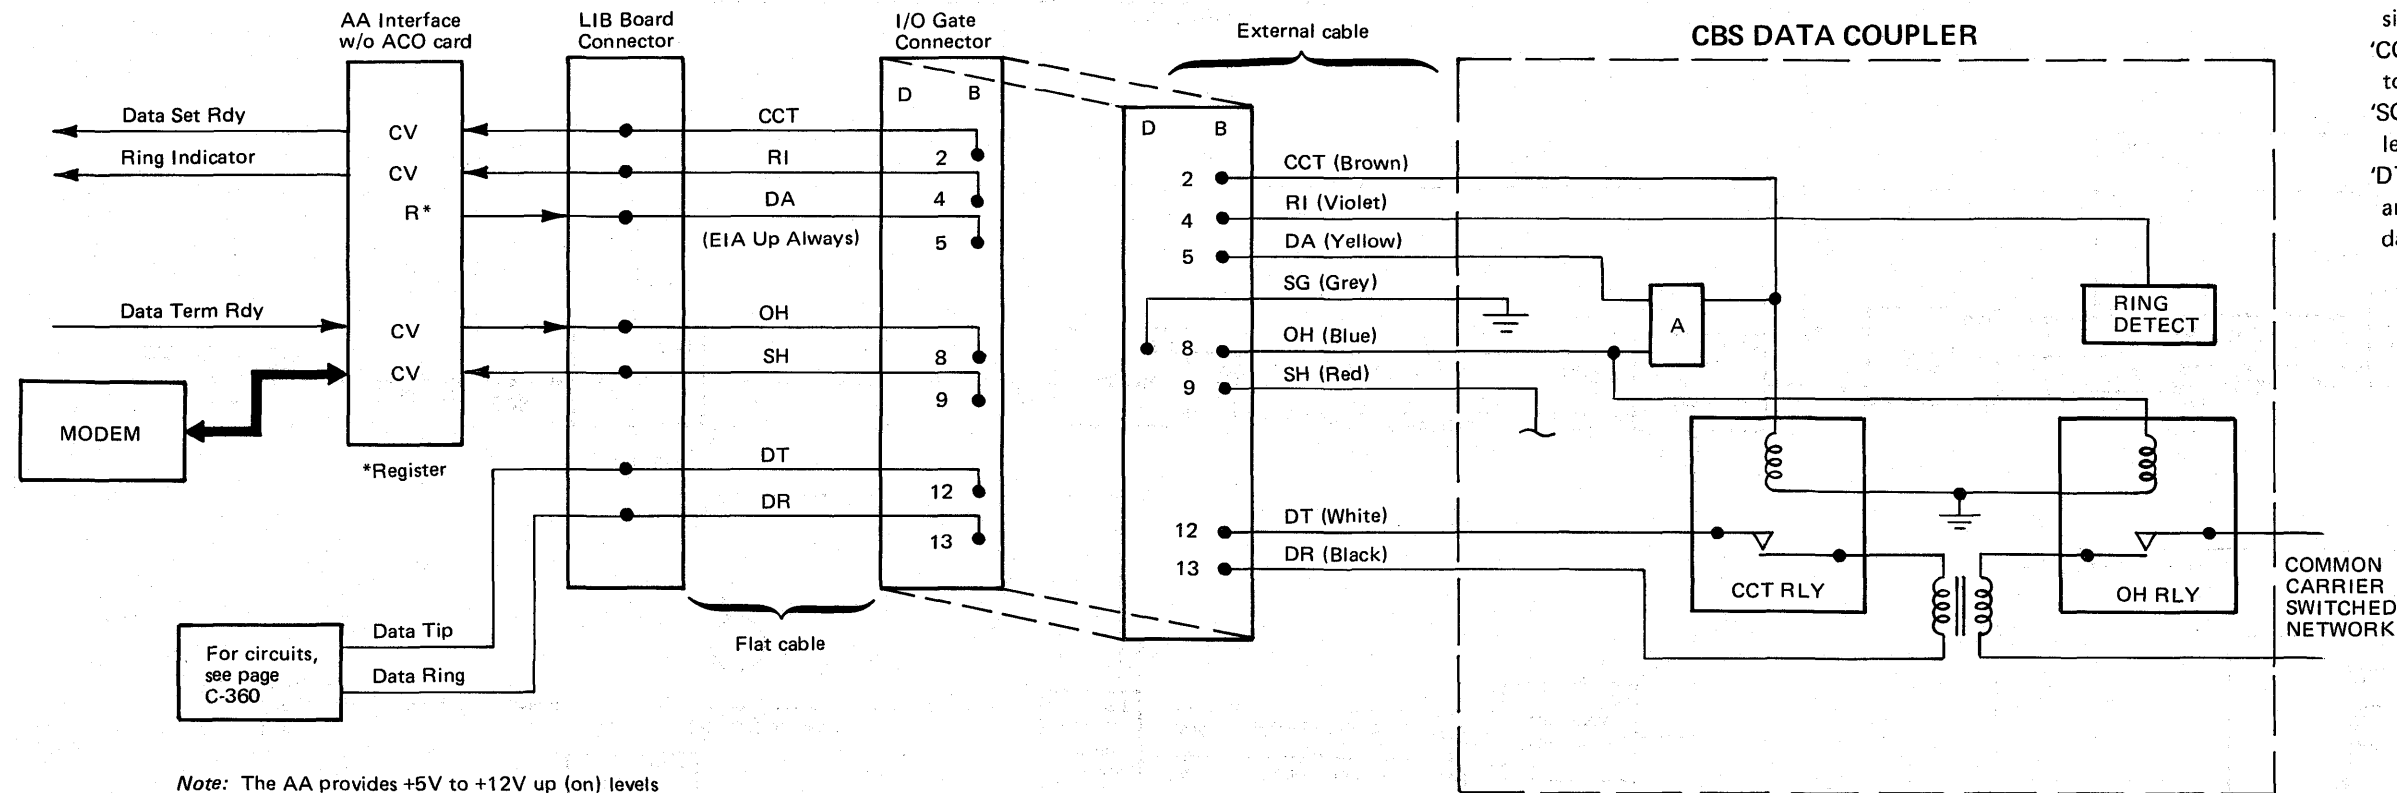 AA Interface
w/o ACO card
LIB Board
Connector
I/O Gate
Connector
External cable
CBS DATA COUPLER
Data Set Rdy
Ring Indicator
Data Term Rdy
MODEM
CV
CV
R*
CV
CV
*Register
CCT
RI
DA
(EIA Up Always)
OH
SH
DT
DR
D B
2
4
5
8
9
12
13
D B
2
4
5
8
9
12
13
CCT (Brown)
RI (Violet)
DA (Yellow)
SG (Grey)
OH (Blue)
SH (Red)
DT (White)
DR (Black)
A
RING
DETECT
CCT RLY
OH RLY
COMMON
CARRIER
SWITCHED
NETWORK
For circuits,
see page
C-360
Data Tip
Data Ring
Flat cable
Note: The AA provides +5V to +12V up (on) levels